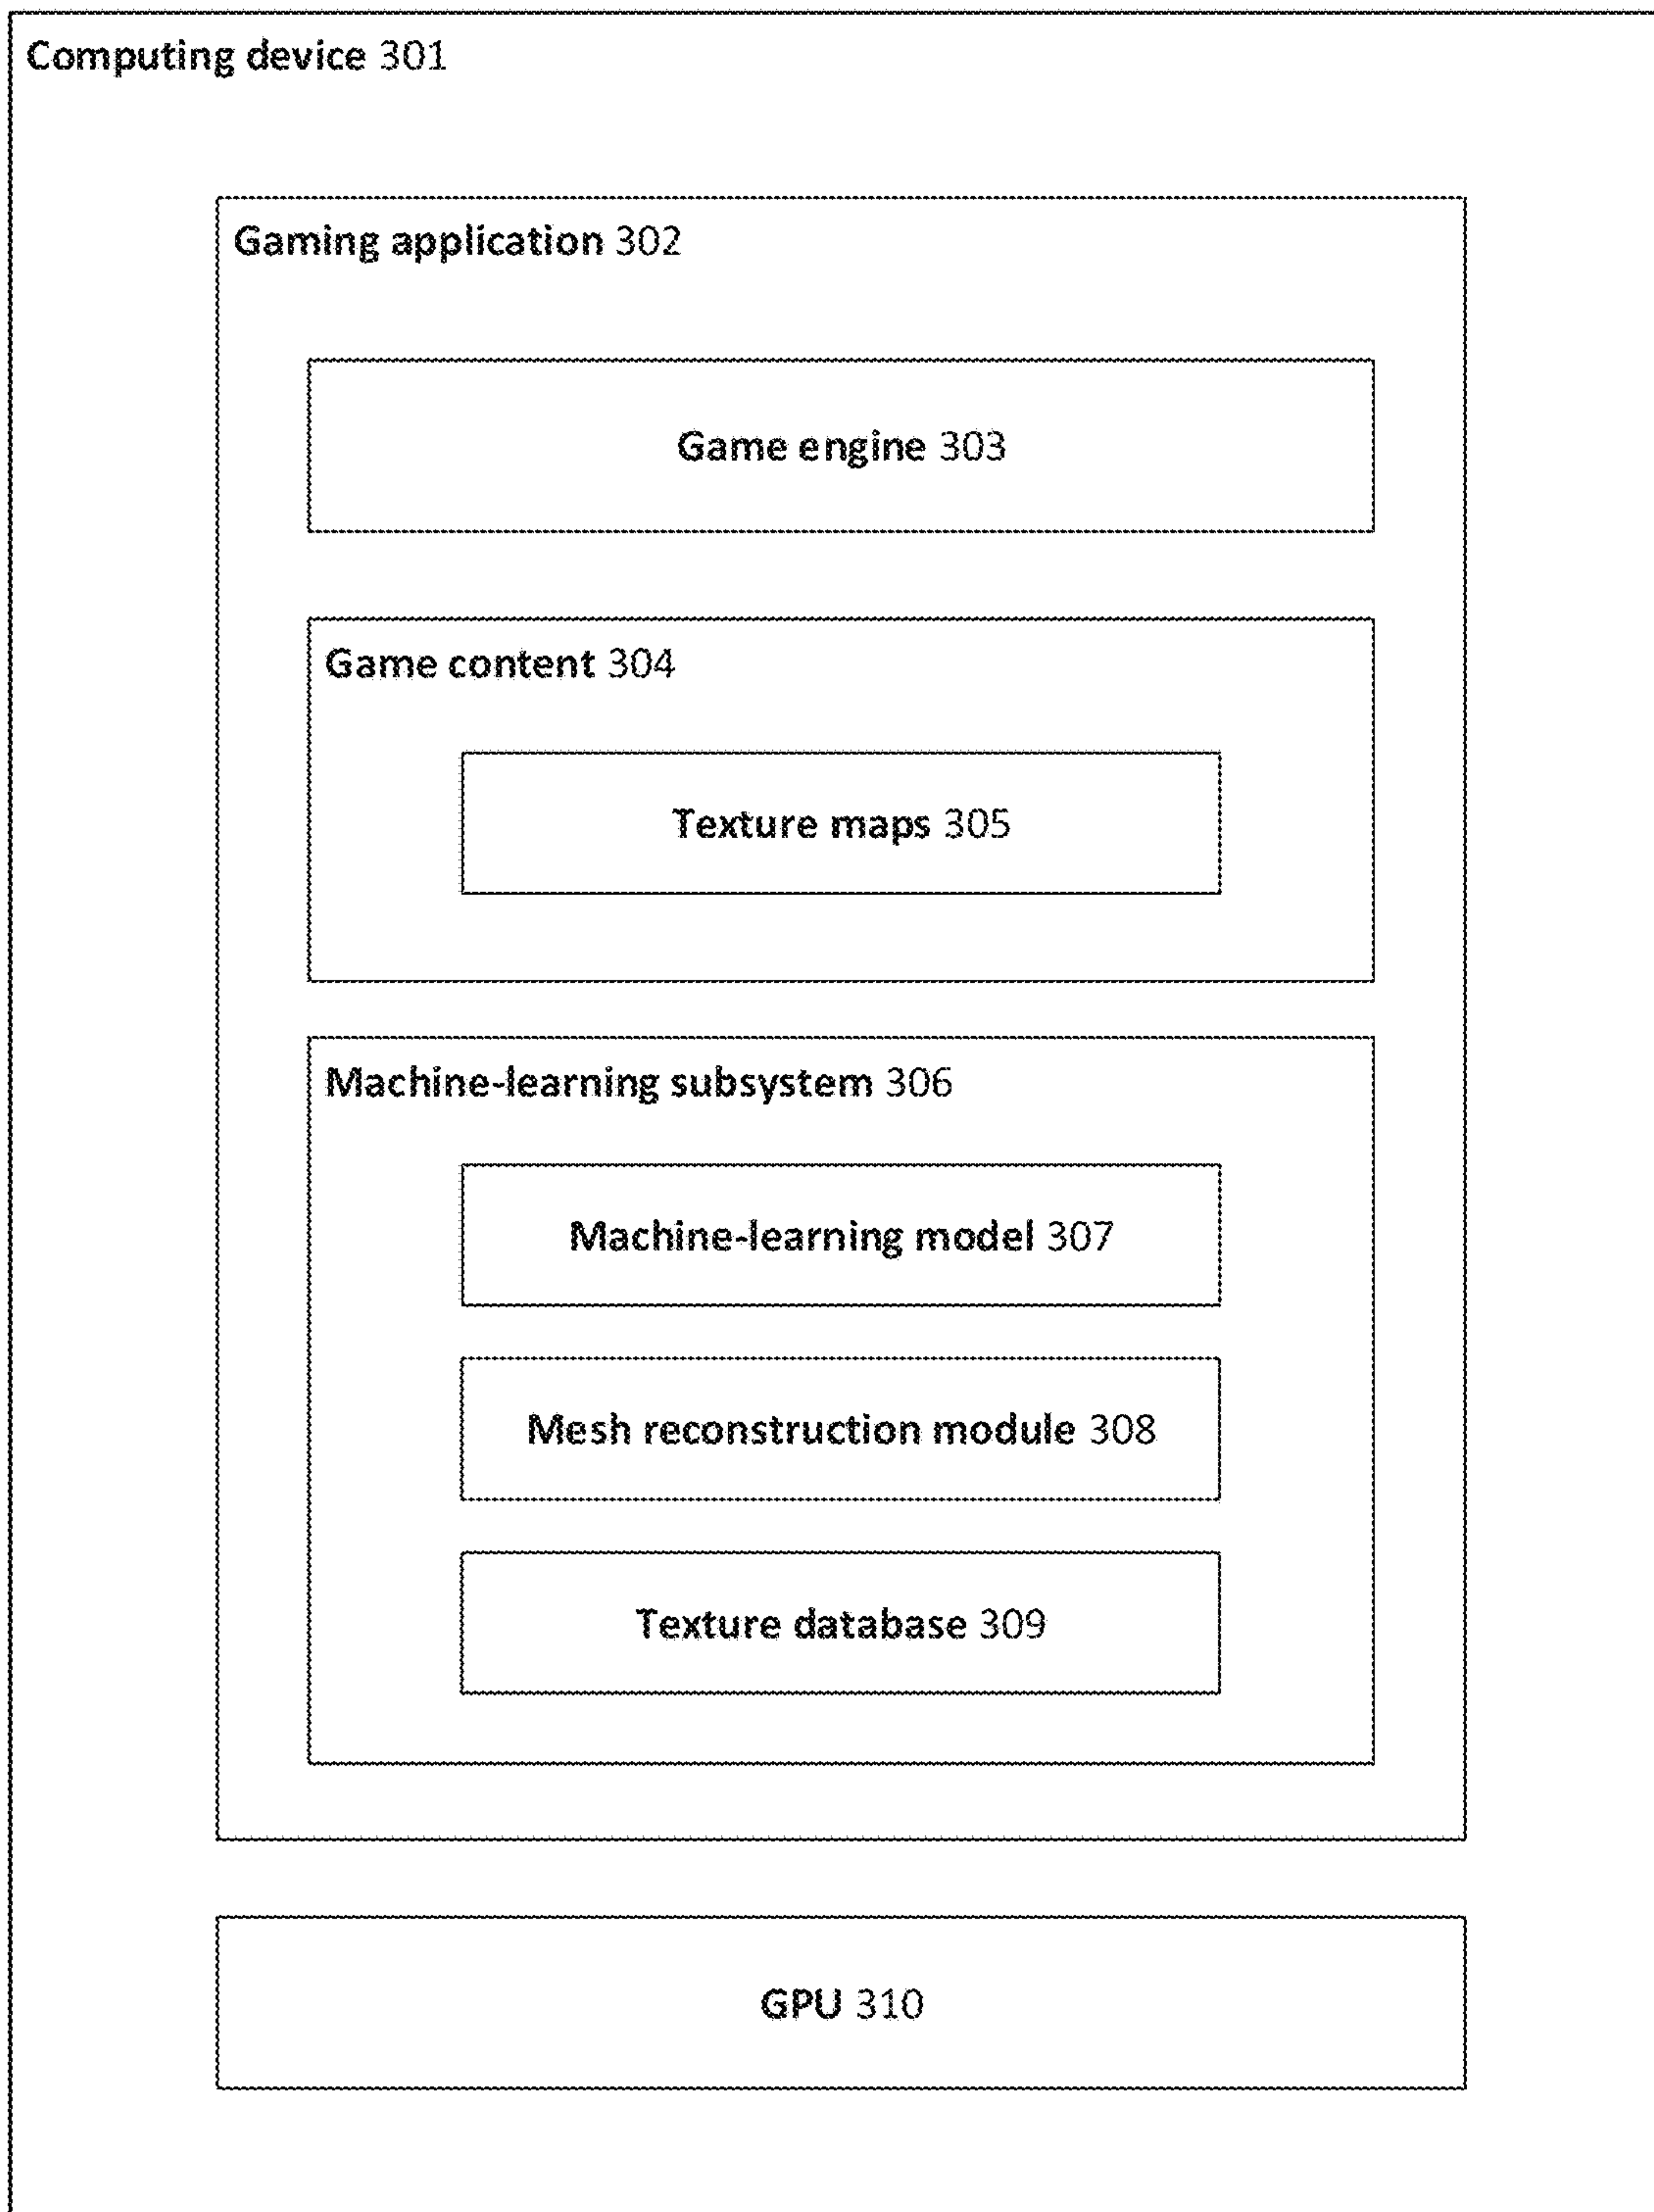 Computing device 301
Gaming application 302
Game engine 303
Game content 304
Texture maps 305
Machine-learning subsystem 306
Machine-learning model 307
Mesh reconstruction module 308
Texture database 309
GPU 310